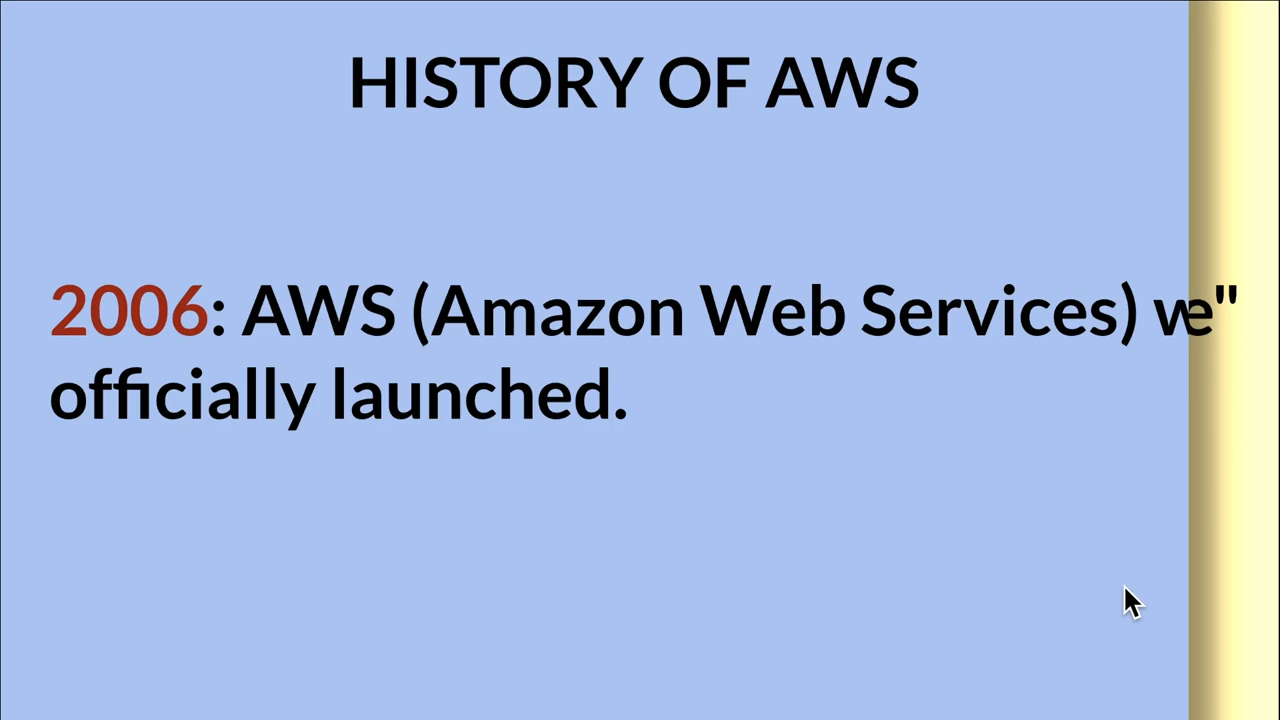 HISTORY OF AWS
2006: AWS (Amazon Web Services)
officially launched.